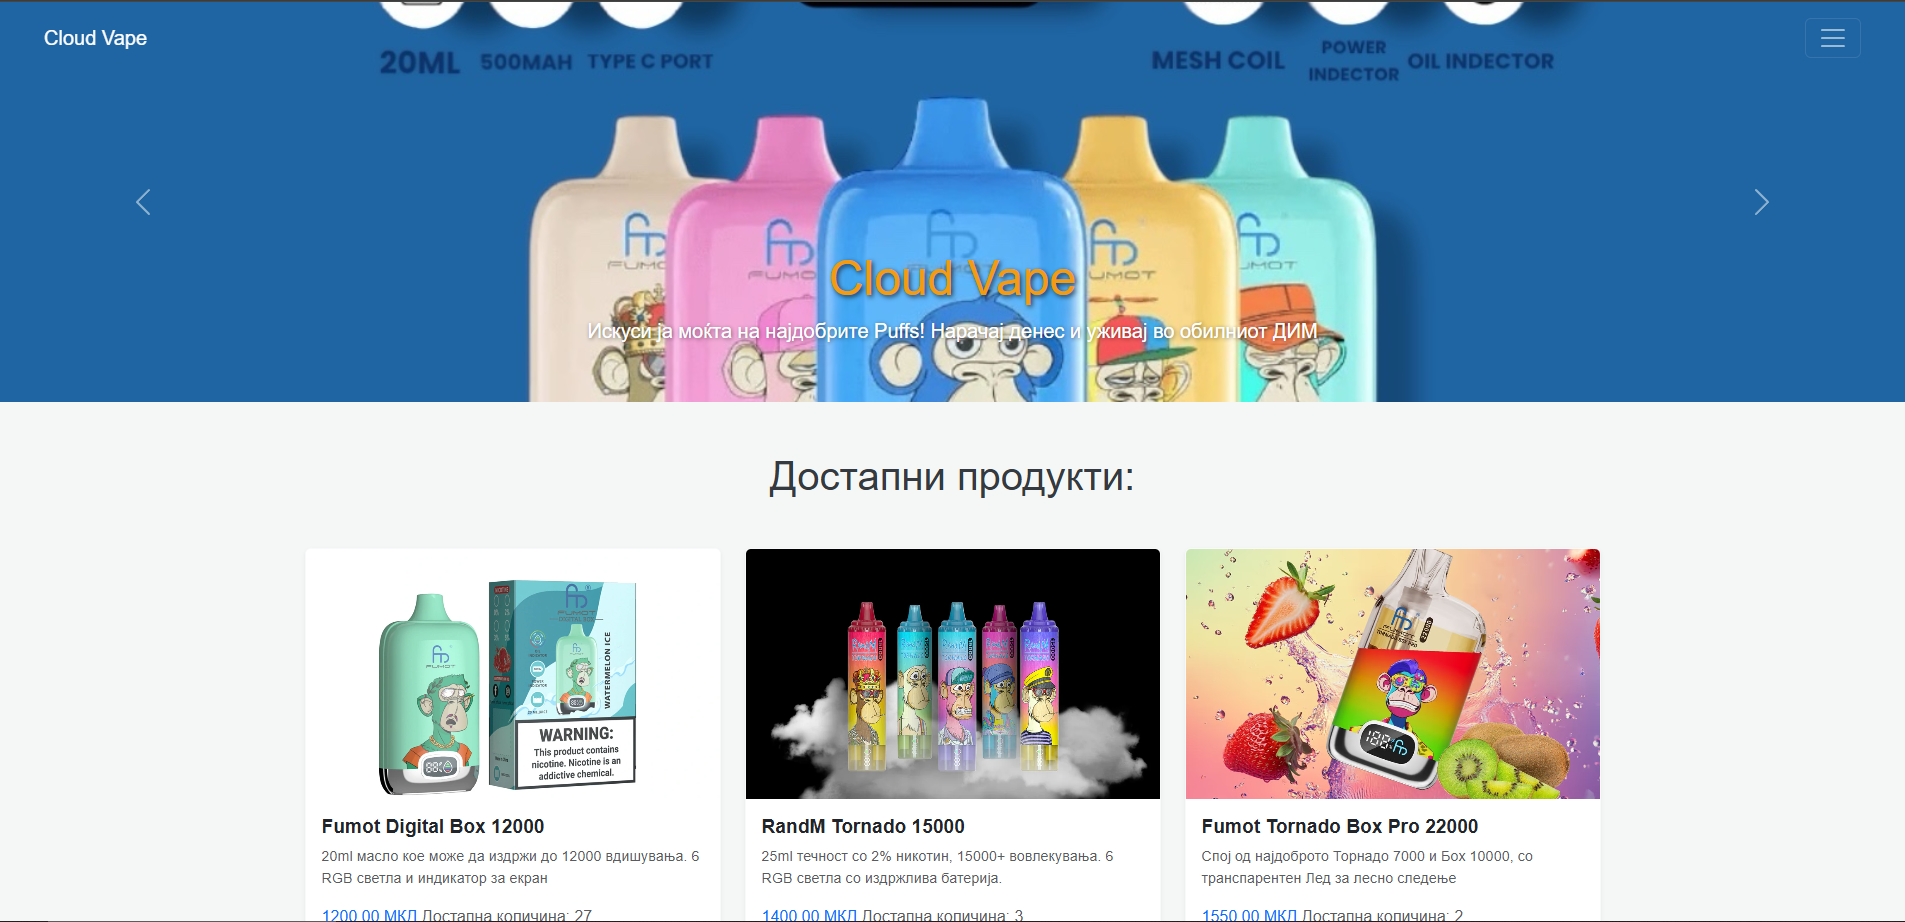 Cloud Vape
20ML
500MAH
TYPE C PORT
MESH COIL
POWER
INDECTOR
OIL INDECTOR
FUMOT
Cloud Vape
Искуси ја моќта на најдобрите Puffs! Нарачај денес и уживај во обилниот ДИМ
Достапни продукти:
FUMOT
FUMOT
WATERMELON ICE
WARNING:
This product contains
nicotine. Nicotine is an
addictive chemical.
Fumot Digital Box 12000
20ml масло кое може да издржи до 12000 вдишувања. 6
RGB светла и индикатор за екран
1200.00 МКД Достапна количина: 27
RandM Tornado 15000
25ml течност со 2% никотин, 15000+ вовлекувања. 6
RGB светла со издржлива батерија.
1400.00 МКД Достапна количина: 3
Fumot Tornado Box Pro 22000
Спој од најдоброто Торнадо 7000 и Бох 10000, со
транспарентен Лед за лесно следење
1550.00 МКД Достапна количина: 2